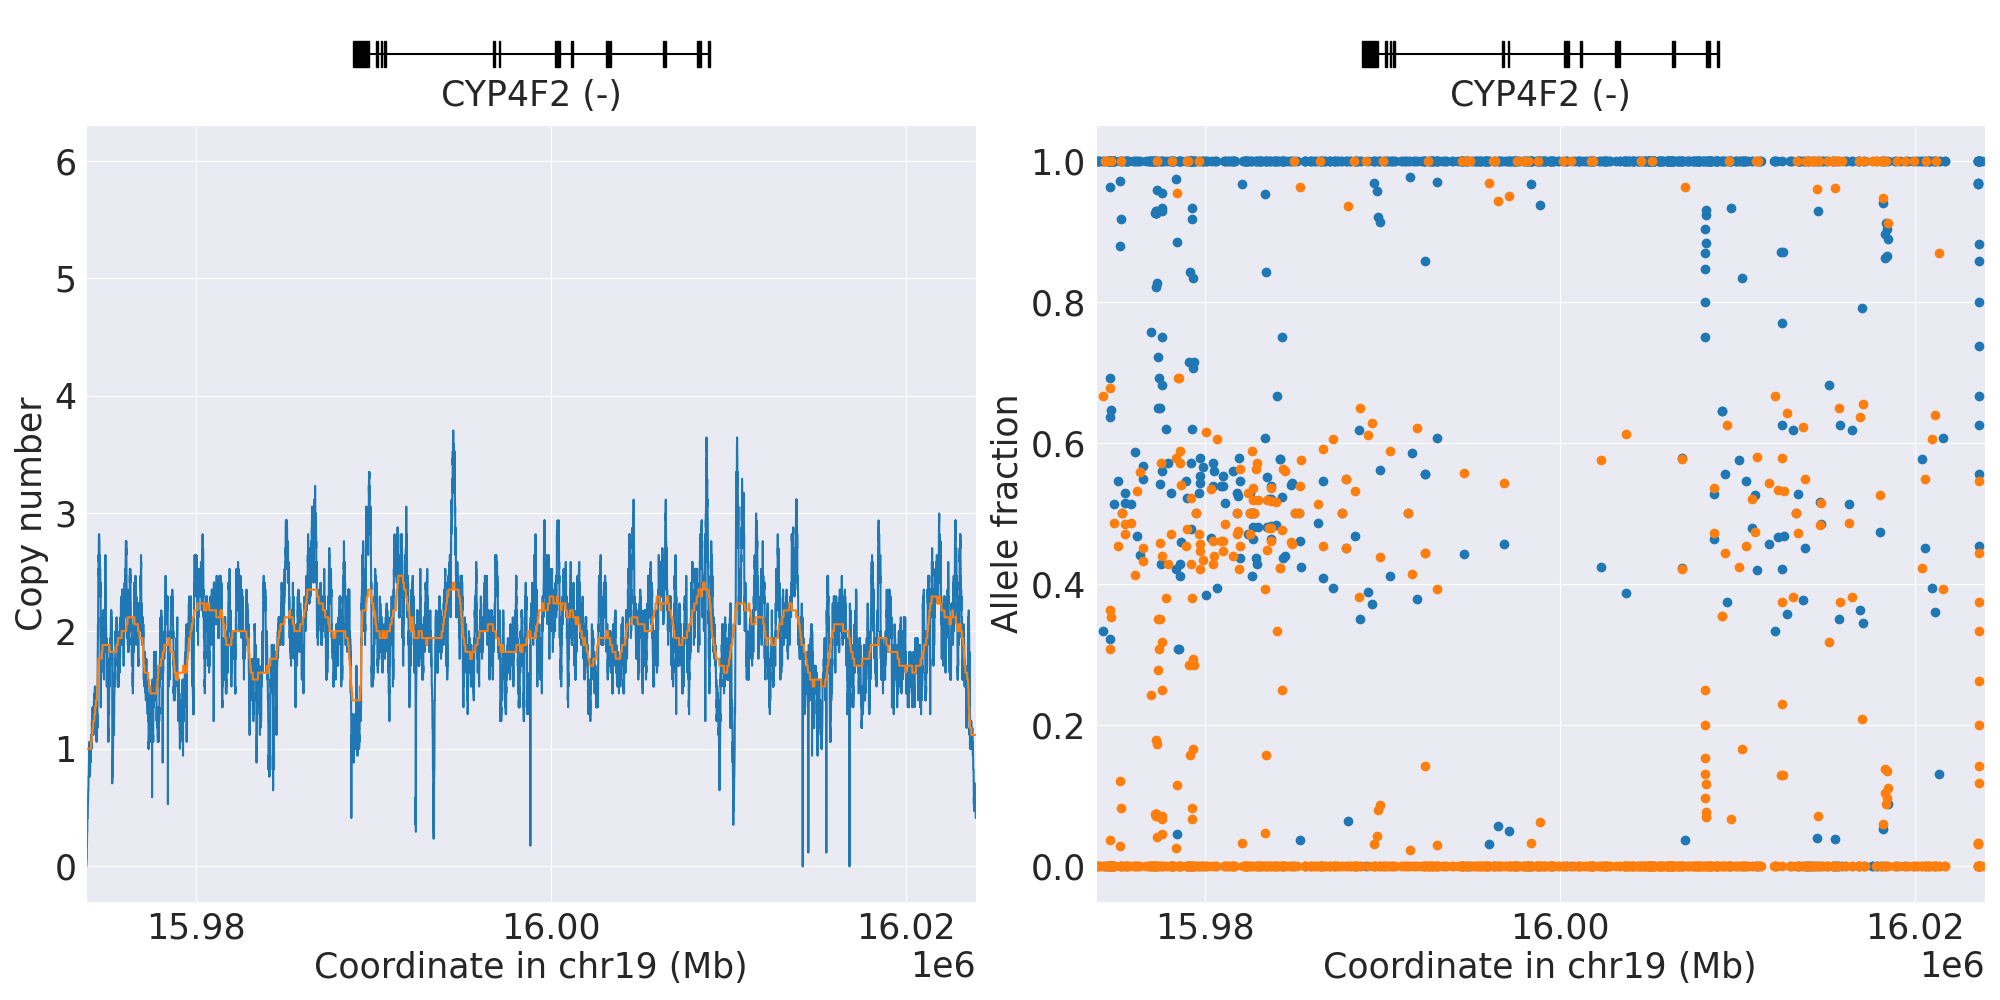 CYP4F2 (-)
6
5
4
3
2
1
0
Copy number
15.98
16.00
16.02
Coordinate in chr19 (Mb)
1e6
CYP4F2 (-)
1.0
0.8
0.6
0.4
0.2
0.0
Allele fraction
15.98
16.00
16.02
Coordinate in chr19 (Mb)
1e6